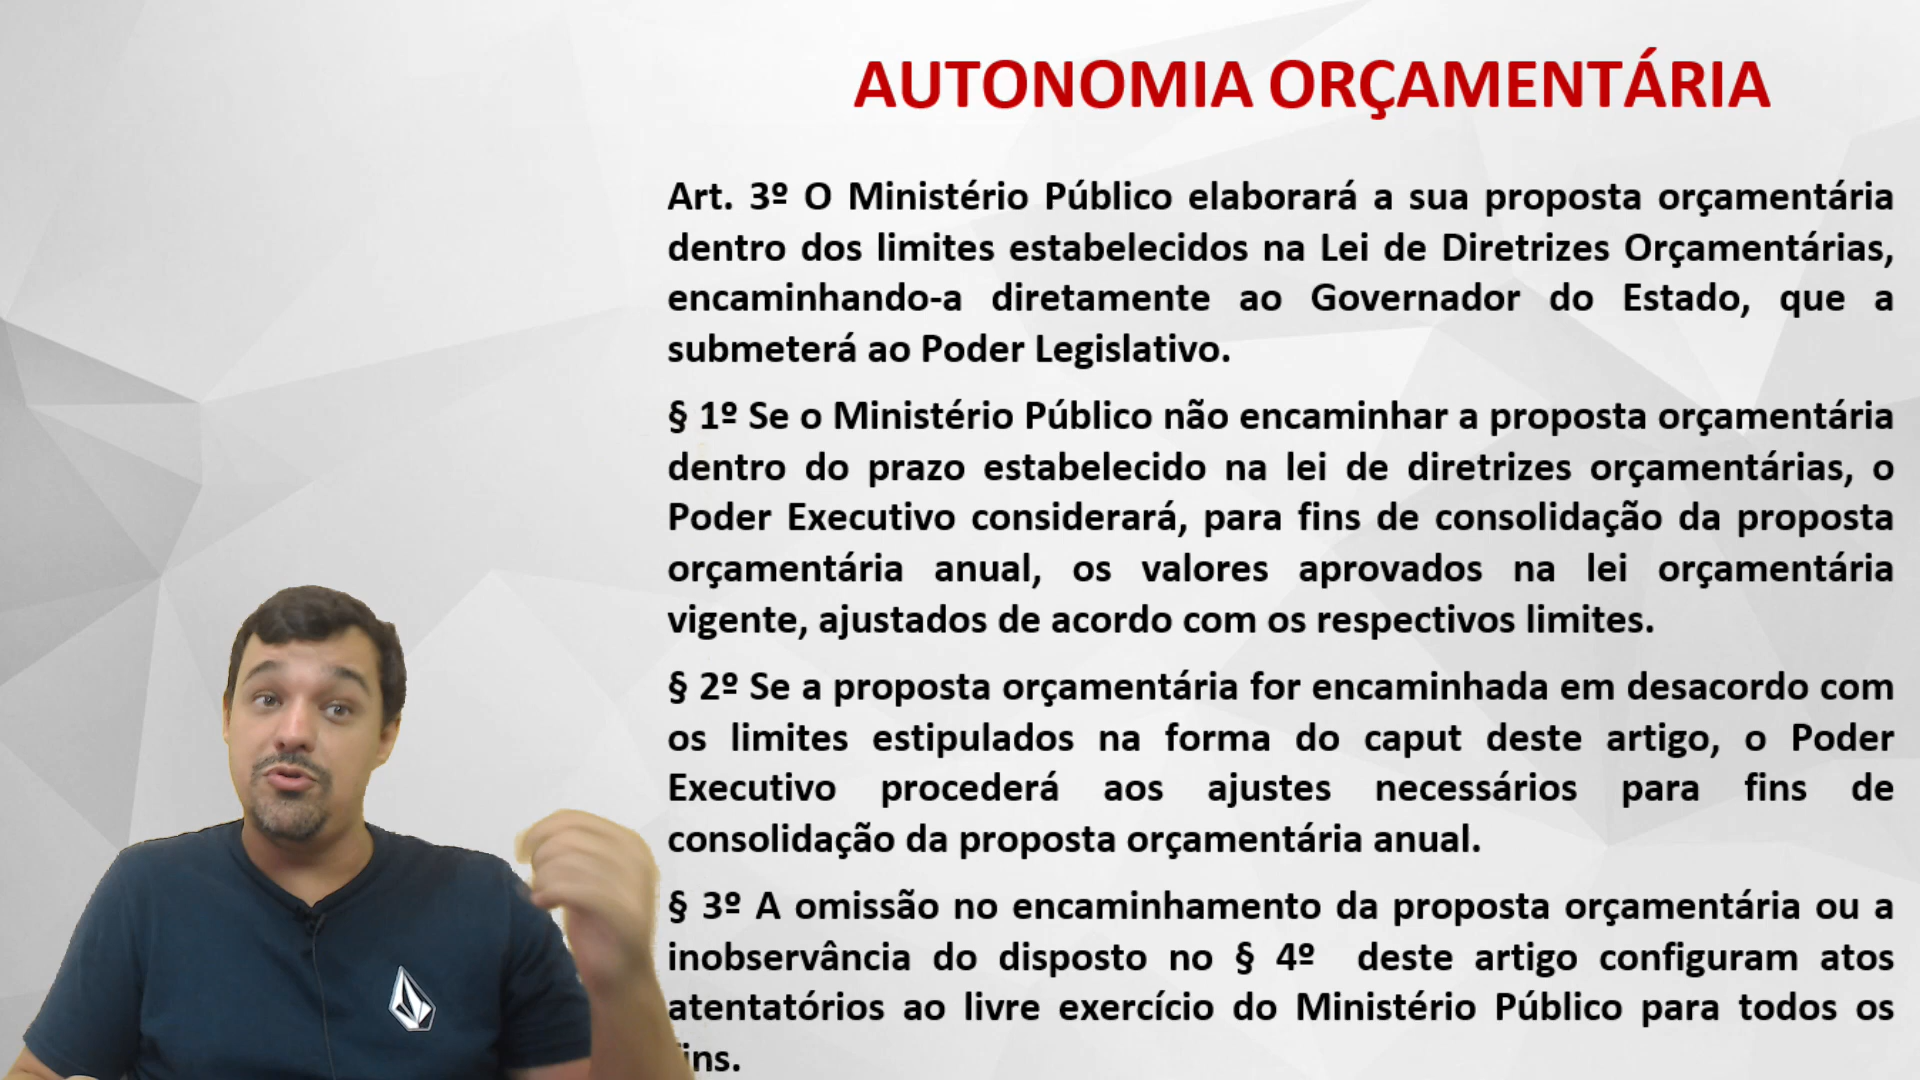 AUTONOMIA ORÇAMENTÁRIA
Art. 3º O Ministério Público elaborará a sua proposta orçamentária
dentro dos limites estabelecidos na Lei de Diretrizes Orçamentárias,
encaminhando-a diretamente ao Governador do Estado, que a
submeterá ao Poder Legislativo.
§ 1º Se o Ministério Público não encaminhar a proposta orçamentária
dentro do prazo estabelecido na lei de diretrizes orçamentárias, o
Poder Executivo considerará, para fins de consolidação da proposta
orçamentária anual, os valores aprovados na lei orçamentária
vigente, ajustados de acordo com os respectivos limites.
§ 2º Se a proposta orçamentária for encaminhada em desacordo com
os limites estipulados na forma do caput deste artigo, o Poder
Executivo procederá aos ajustes necessários para fins de
consolidação da proposta orçamentária anual.
§ 3º A omissão no encaminhamento da proposta orçamentária ou a
inobservância do disposto no § 4º deste artigo configuram atos
atentatórios ao livre exercício do Ministério Público para todos os
fins.